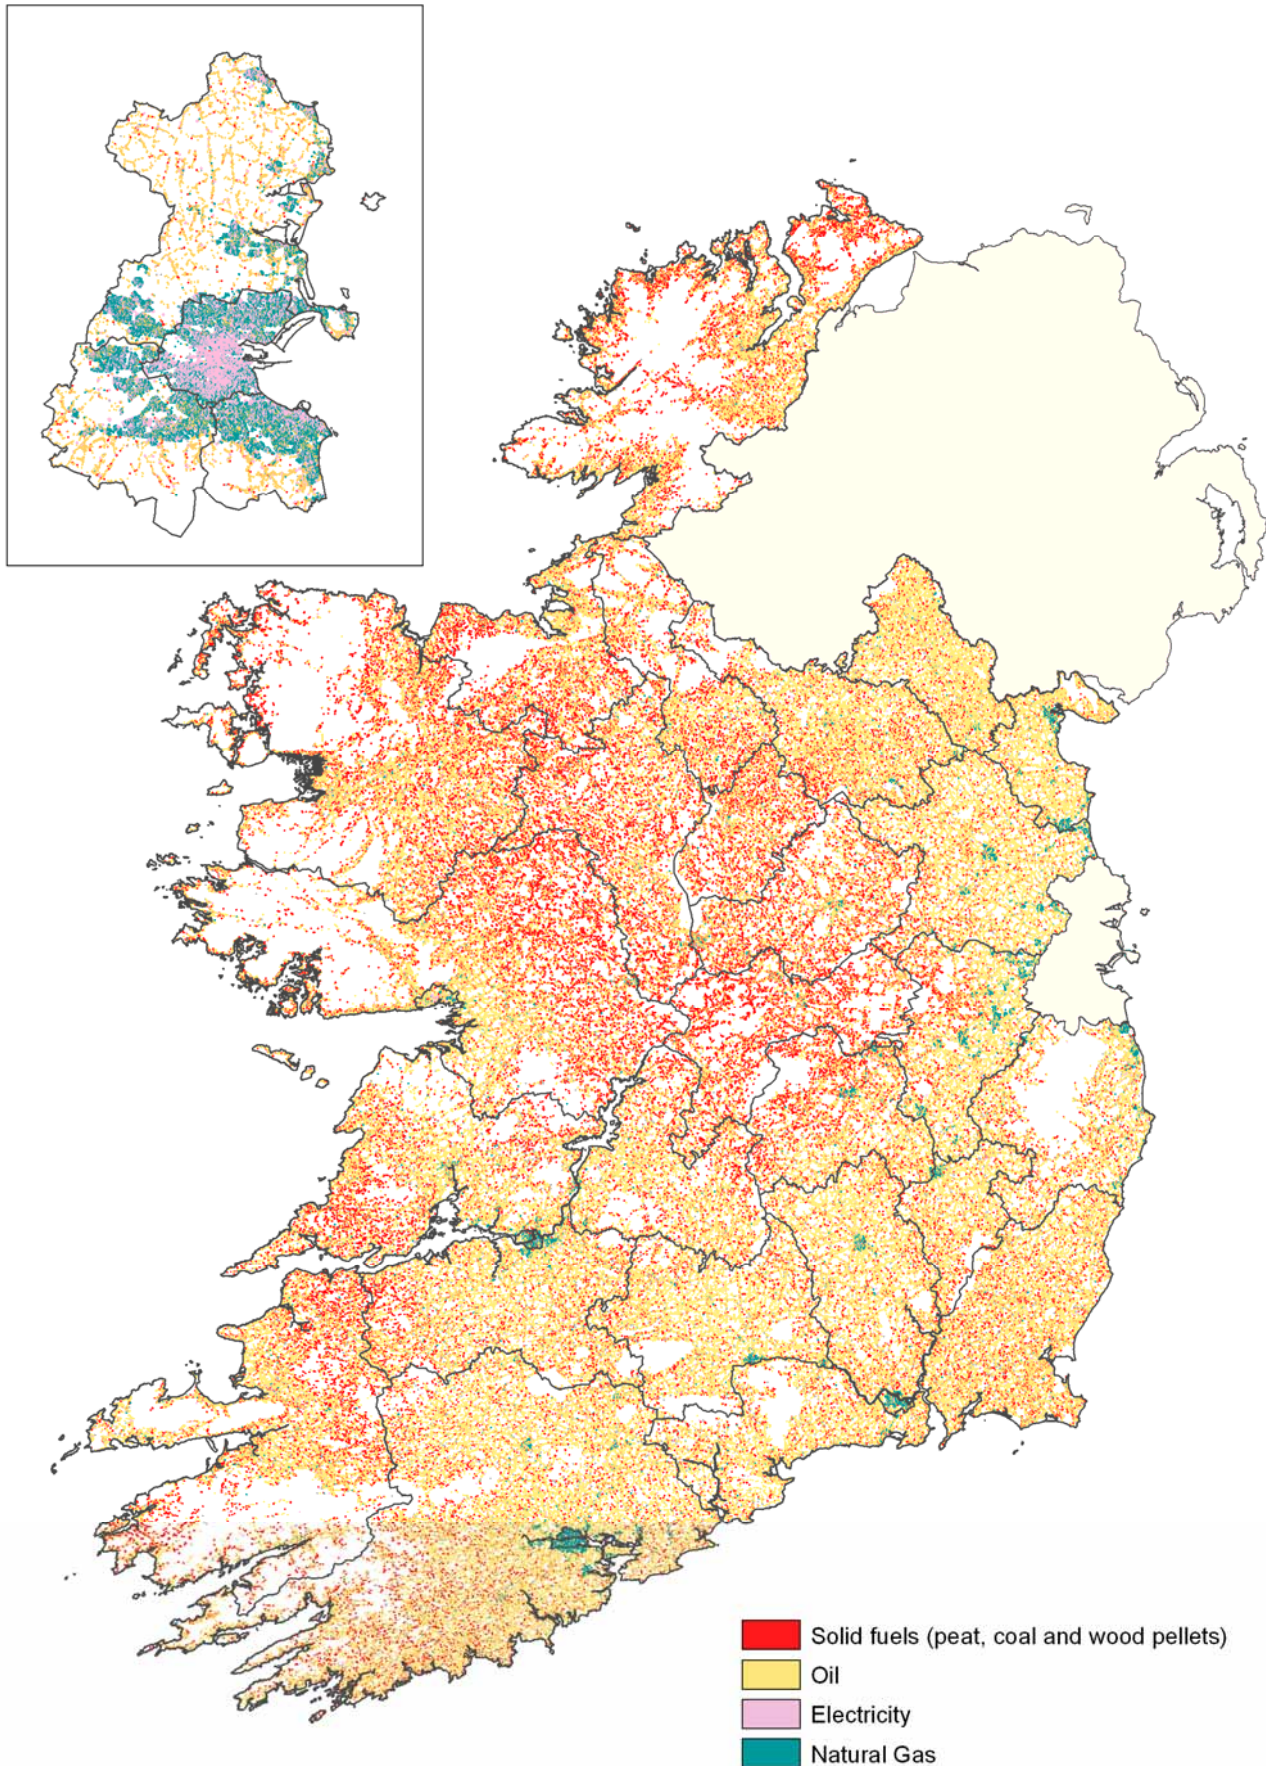 Solid fuels (peat, coal and wood pellets)
Oil
Electricity
Natural Gas